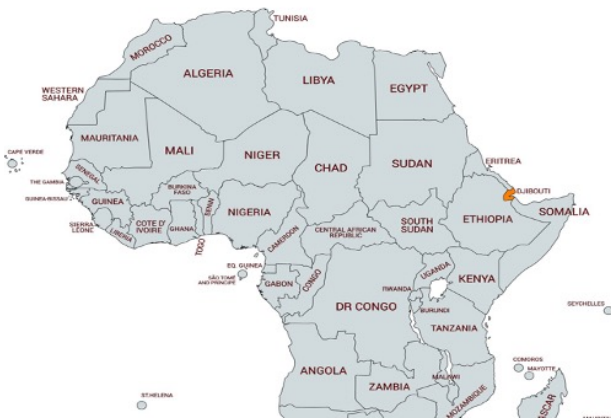 TUNISIA
MOROCCO
ALGERIA
LIBYA
EGYPT
WESTERN
SAHARA
MAURITANIA
MALI
NIGER
CHAD
SUDAN
ERITREA
CAPE VERDE
SENEGAL
THE GAMBIA
GUINEA-BISSAU
GUINEA
BURKINA
FASO
BENIN
NIGERIA
DJIBOUTI
SOMALIA
ETHIOPIA
SIERRA
LEONE
LIBERIA
COTE D'
IVOIRE
GHANA
TOGO
CAMEROON
CENTRAL AFRICAN
REPUBLIC
SOUTH
SUDAN
EQ. GUINEA
SÃO TOMÉ
AND PRINCIPE
GABON
CONGO
UGANDA
KENYA
RWANDA
BURUNDI
DR CONGO
TANZANIA
SEYCHELLES
COMOROS
MAYOTTE
ANGOLA
ZAMBIA
MALAWI
MOZAMBIQUE
ST.HELENA